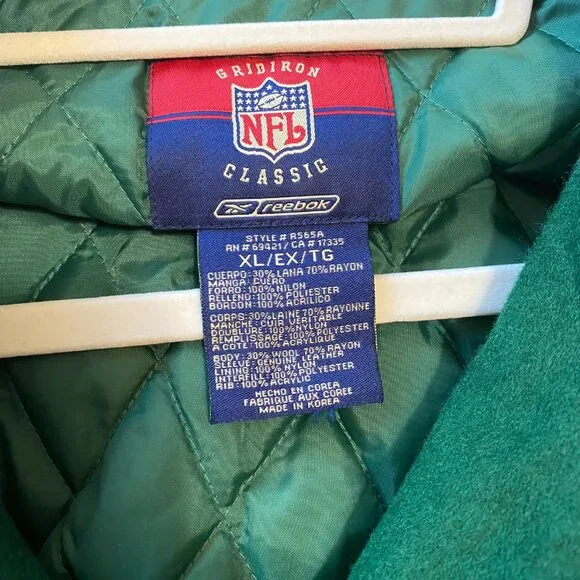 GRIDIRON
NFL
CLASSIC
Reebok
STYLE # R565A
RN # 69421 / CA # 17335
XL/EX/TG
CUERPO: 30% LANA 70% RAYON
MANGA: CUERO
FORRO: 100% NILON
RELLENO: 100% POLIESTER
BORDON: 100% ACRILICO
CORPS: 30% LAINE 70% RAYONNE
MANCHE: CUIR VERITABLE
DOUBLURE: 100% NYLON
REMPLISSAGE: 100% POLYESTER
A COTE: 100% ACRYLIQUE
BODY: 30% WOOL 70% RAYON
SLEEVE: GENUINE LEATHER
LINING: 100% NYLON
INTERFILL: 100% POLYESTER
RIB: 100% ACRYLIC
HECHO EN COREA
FABRIQUE AUX COREE
MADE IN KOREA